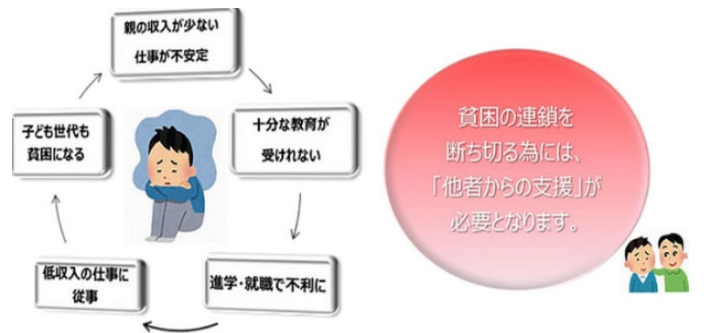 親の収入が少ない
仕事が不安定
十分な教育が
受けれない
進学・就職で不利に
低収入の仕事に
従事
子ども世代も
貧困になる
貧困の連鎖を
断ち切る為には、
「他者からの支援」が
必要となります。